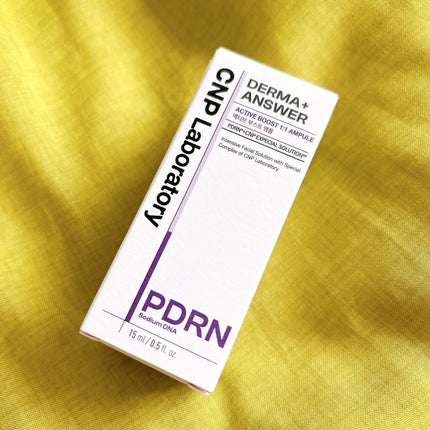 CNP Laboratory
DERMA+
ANSWER
ACTIVE BOOST 1:1 AMPULE
액티브 부스트 앰플
PDRN+CNP EXPECIAL SOLUTION™
Intensive Facial Solution with Special
Complex of CNP Laboratory
PDRN
Sodium DNA
15 ml / 0.5 fl. oz.